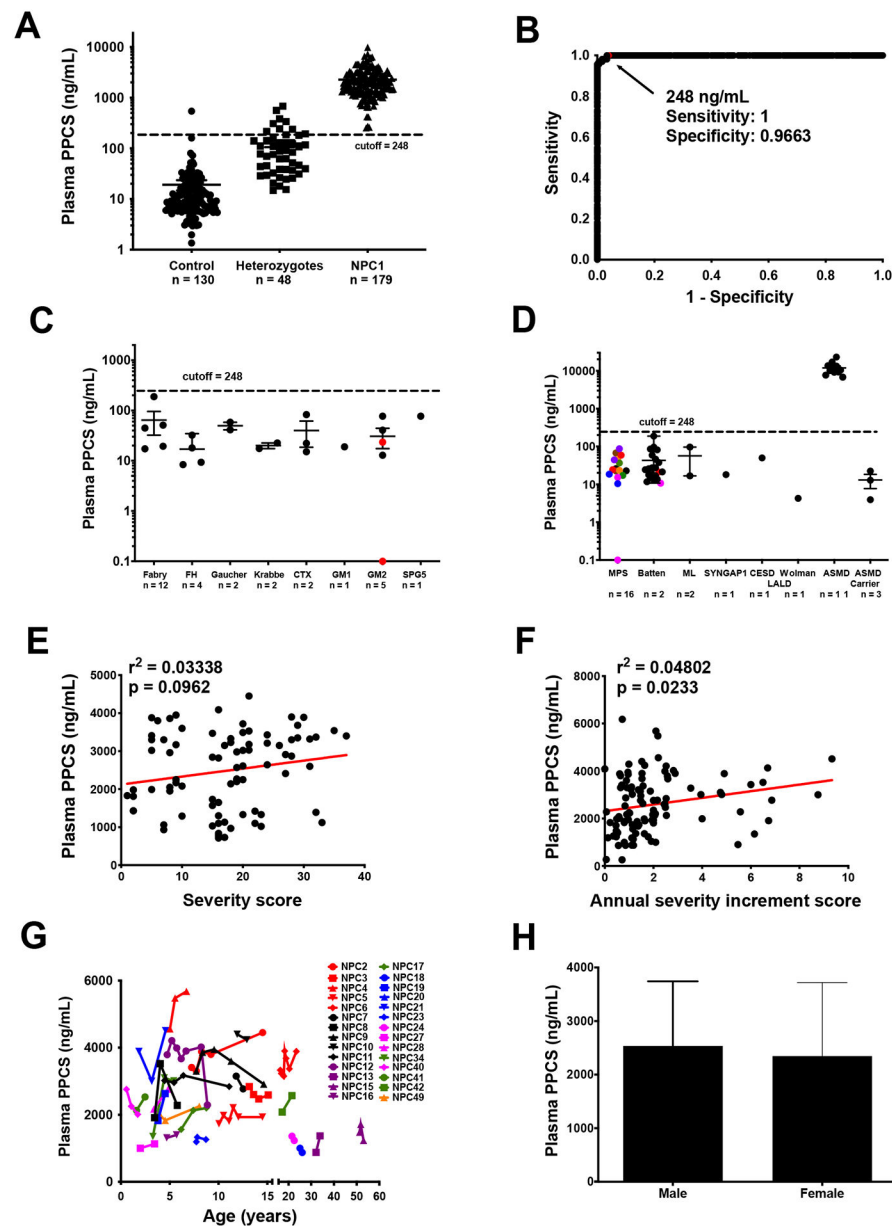 A
Plasma PPCS (ng/mL)
10000
1000
100
10
1
cutoff = 248
Control
n = 130
Heterozygotes
n = 48
NPC1
n = 179
B
Sensitivity
1.0
0.8
0.6
0.4
0.2
0.0
248 ng/mL
Sensitivity: 1
Specificity: 0.9663
0.0 0.2 0.4 0.6 0.8 1.0
1 - Specificity
C
Plasma PPCS (ng/mL)
1000
100
10
1
0.1
cutoff = 248
Fabry FH Gaucher Krabbe CTX GM1 GM2 SPG5
n = 12 n = 4 n = 2 n = 2 n = 2 n = 1 n = 5 n = 1
D
Plasma PPCS (ng/mL)
10000
1000
100
10
1
0.1
cutoff = 248
MPS Batten ML SYNGAP1 CESD Wolman ASMD ASMD
LALD Carrier
n = 16 n = 2 n =2 n = 1 n = 1 n = 1 n = 1 1 n = 3
E
r² = 0.03338
p = 0.0962
Plasma PPCS (ng/mL)
5000
4000
3000
2000
1000
0
0 10 20 30 40
Severity score
F
r² = 0.04802
p = 0.0233
Plasma PPCS (ng/mL)
8000
6000
4000
2000
0
0 2 4 6 8 10
Annual severity increment score
G
Plasma PPCS (ng/mL)
6000
4000
2000
0
0 5 10 15 20 30 40 50 60
Age (years)
NPC2 NPC17
NPC3 NPC18
NPC4 NPC19
NPC5 NPC20
NPC6 NPC21
NPC7 NPC23
NPC8 NPC24
NPC9 NPC27
NPC10 NPC28
NPC11 NPC34
NPC12 NPC40
NPC13 NPC41
NPC15 NPC42
NPC16 NPC49
H
Plasma PPCS (ng/mL)
4000
3000
2000
1000
0
Male Female